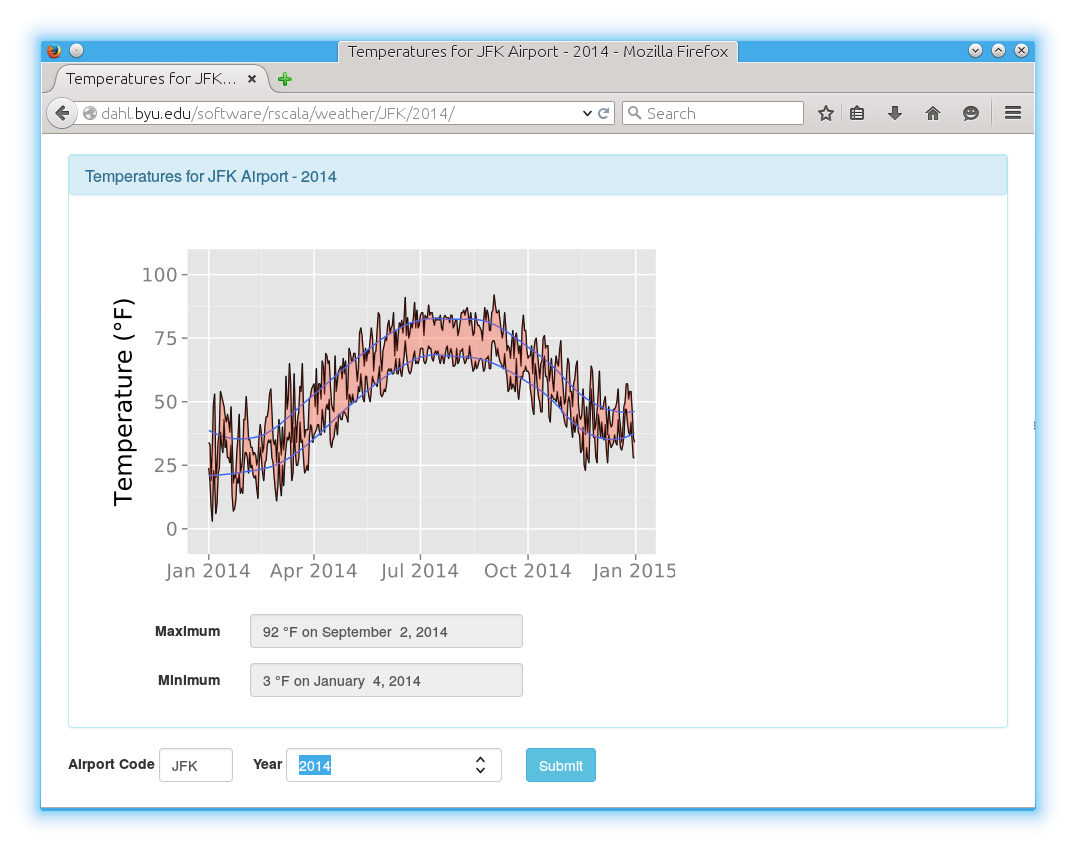 Temperatures for JFK Airport - 2014 - Mozilla Firefox
Temperatures for JFK...
dahl.byu.edu/software/rscala/weather/JFK/2014/
Search
Temperatures for JFK Airport - 2014
Temperature (°F)
100
75
50
25
0
Jan 2014 Apr 2014 Jul 2014 Oct 2014 Jan 2015
Maximum 92 °F on September 2, 2014
Minimum 3 °F on January 4, 2014
Airport Code JFK Year 2014 Submit